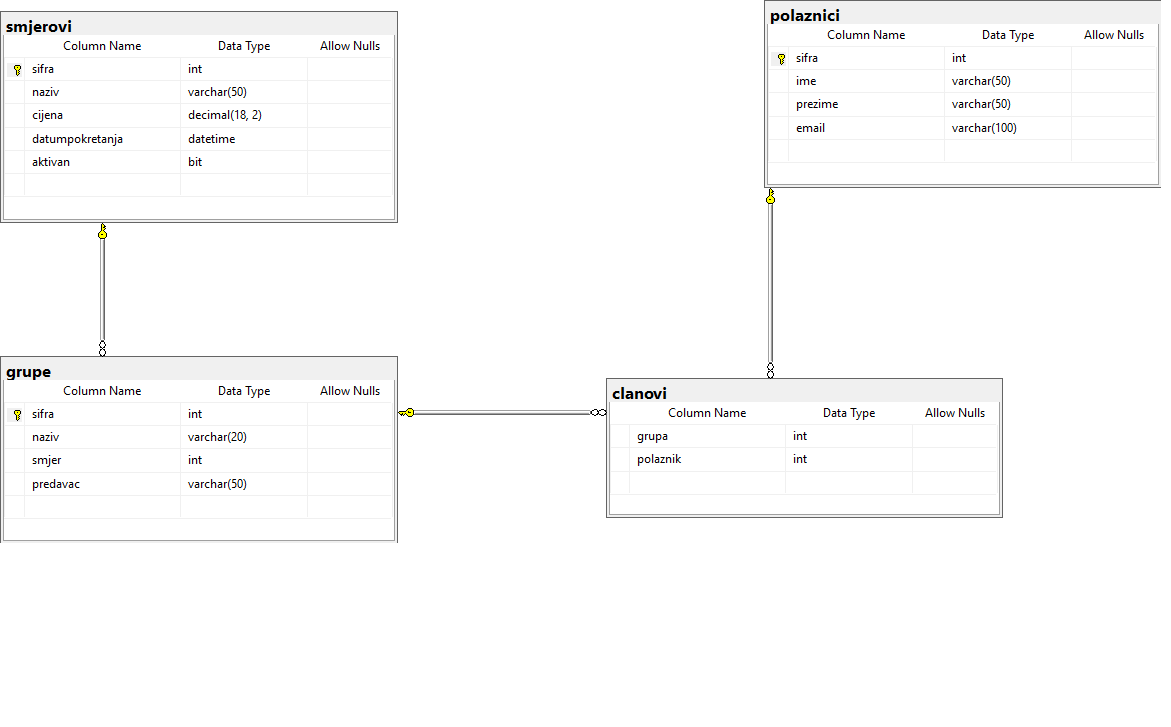 smjerovi
Column Name Data Type Allow Nulls
sifra int
naziv varchar(50)
cijena decimal(18, 2)
datumpokretanja datetime
aktivan bit
polaznici
Column Name Data Type Allow Nulls
sifra int
ime varchar(50)
prezime varchar(50)
email varchar(100)
grupe
Column Name Data Type Allow Nulls
sifra int
naziv varchar(20)
smjer int
predavac varchar(50)
clanovi
Column Name Data Type Allow Nulls
grupa int
polaznik int